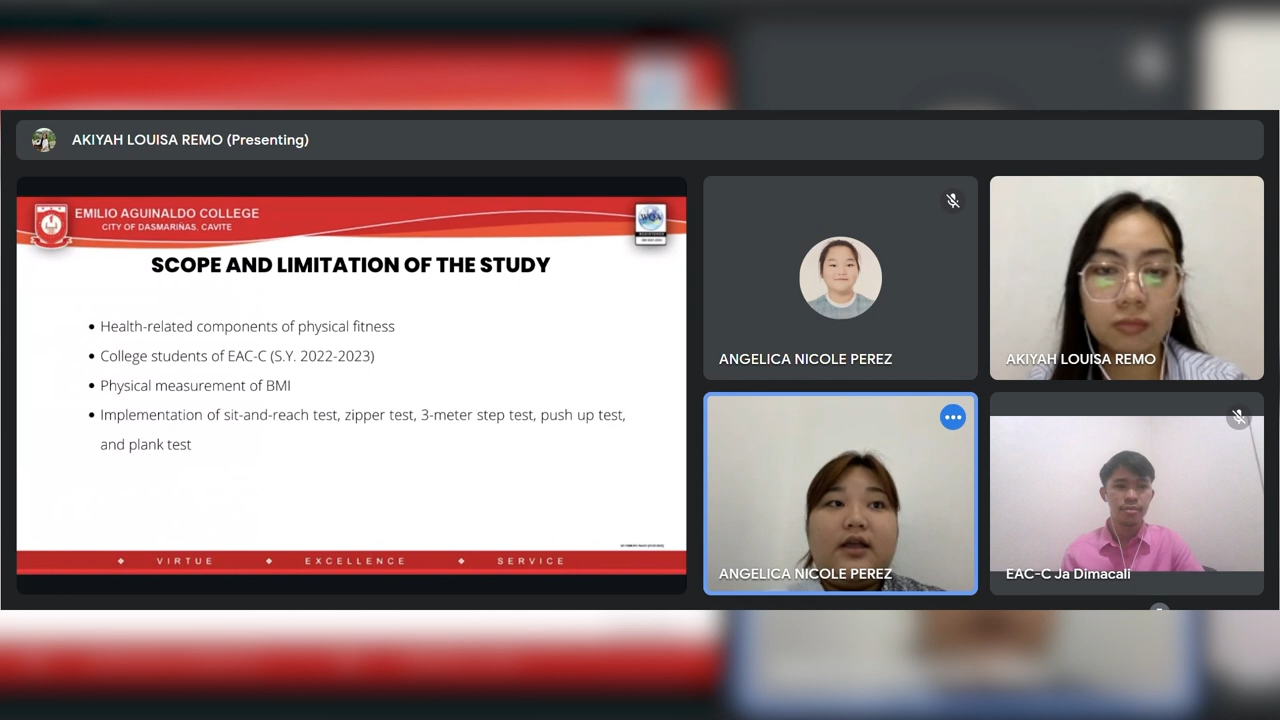 AKIYAH LOUISA REMO (Presenting)
EMILIO AGUINALDO COLLEGE
CITY OF DASMARIÑAS, CAVITE
WQA
SCOPE AND LIMITATION OF THE STUDY
• Health-related components of physical fitness
• College students of EAC-C (S.Y. 2022-2023)
• Physical measurement of BMI
• Implementation of sit-and-reach test, zipper test, 3-meter step test, push up test,
and plank test
VIRTUE EXCELLENCE SERVICE
ANGELICA NICOLE PEREZ
AKIYAH LOUISA REMO
ANGELICA NICOLE PEREZ
EAC-C Ja Dimacali